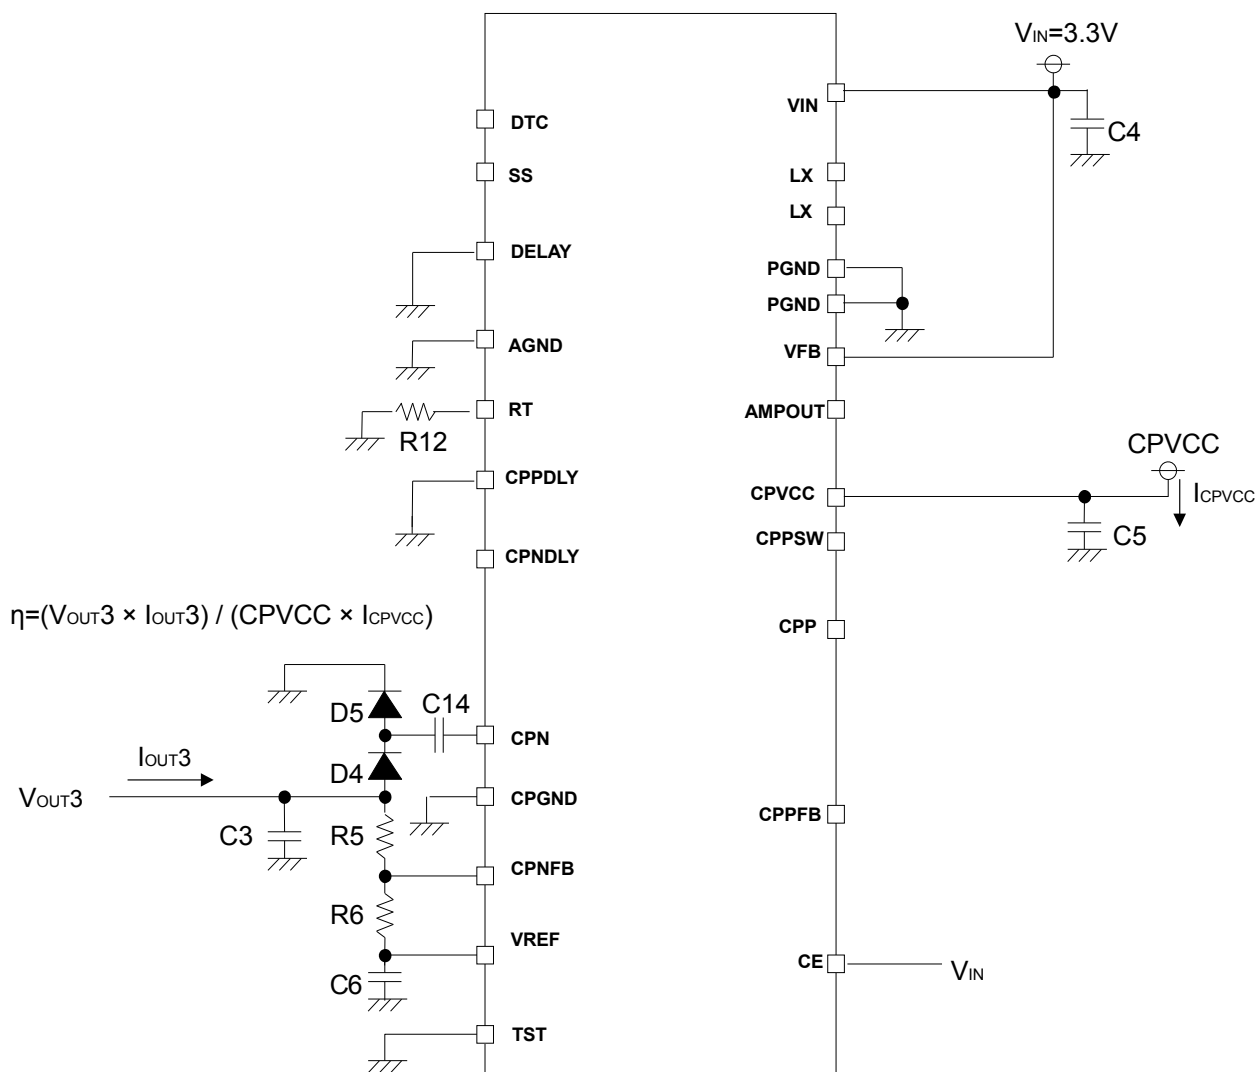 VIN=3.3V
VIN
C4
DTC
SS
LX
LX
DELAY
PGND
PGND
AGND
VFB
RT
AMPOUT
R12
CPVCC
CPPDLY
CPVCC
ICPVCC
C5
CPPSW
CPNDLY
η=(VOUT3 × IOUT3) / (CPVCC × ICPVCC)
CPP
D5
C14
CPN
IOUT3
D4
VOUT3
CPGND
C3
R5
CPPFB
CPNFB
R6
VREF
CE
VIN
C6
TST